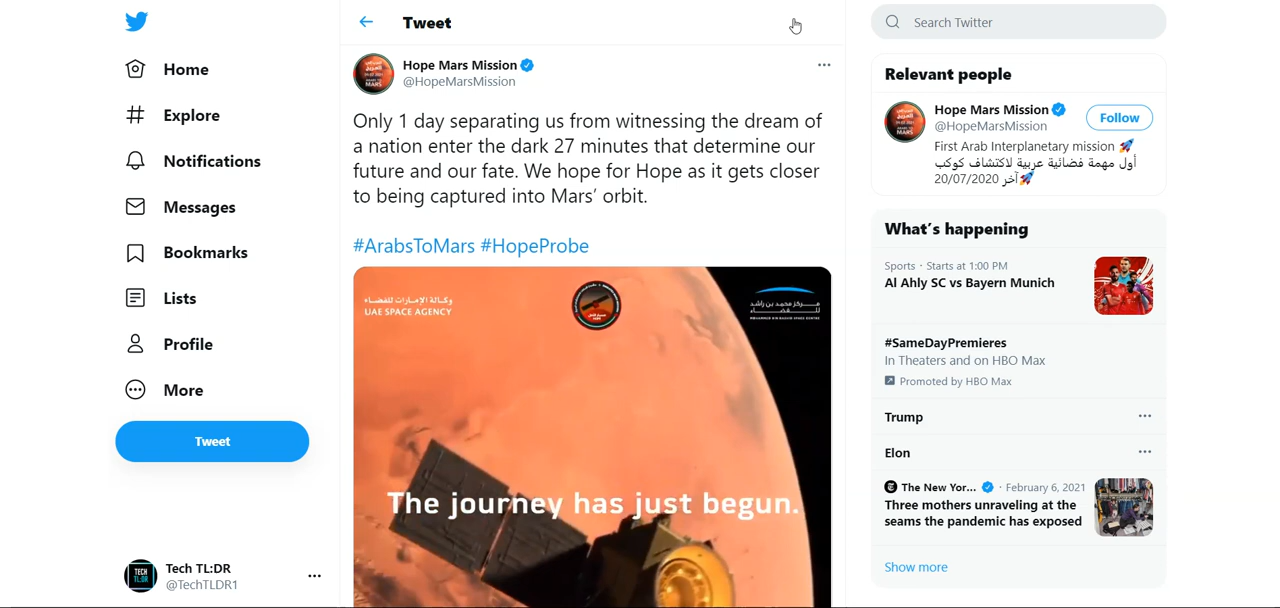 Home
Explore
Notifications
Messages
Bookmarks
Lists
Profile
More
Tweet
Tech TL:DR
@TechTLDR1
Tweet
Hope Mars Mission
@HopeMarsMission
Only 1 day separating us from witnessing the dream of
a nation enter the dark 27 minutes that determine our
future and our fate. We hope for Hope as it gets closer
to being captured into Mars’ orbit.
#ArabsToMars #HopeProbe
وكالة الإمارات للفضاء
UAE SPACE AGENCY
مركز محمد بن راشد
للفضاء
MOHAMMED BIN RASHID SPACE CENTRE
The journey has just begun.
Search Twitter
Relevant people
Hope Mars Mission
@HopeMarsMission
Follow
First Arab Interplanetary mission 🚀
أول مهمة فضائية عربية لاكتشاف كوكب
آخر🚀 20/07/2020
What’s happening
Sports · Starts at 1:00 PM
Al Ahly SC vs Bayern Munich
#SameDayPremieres
In Theaters and on HBO Max
Promoted by HBO Max
Trump
Elon
The New Yor... · February 6, 2021
Three mothers unraveling at the
seams the pandemic has exposed
Show more